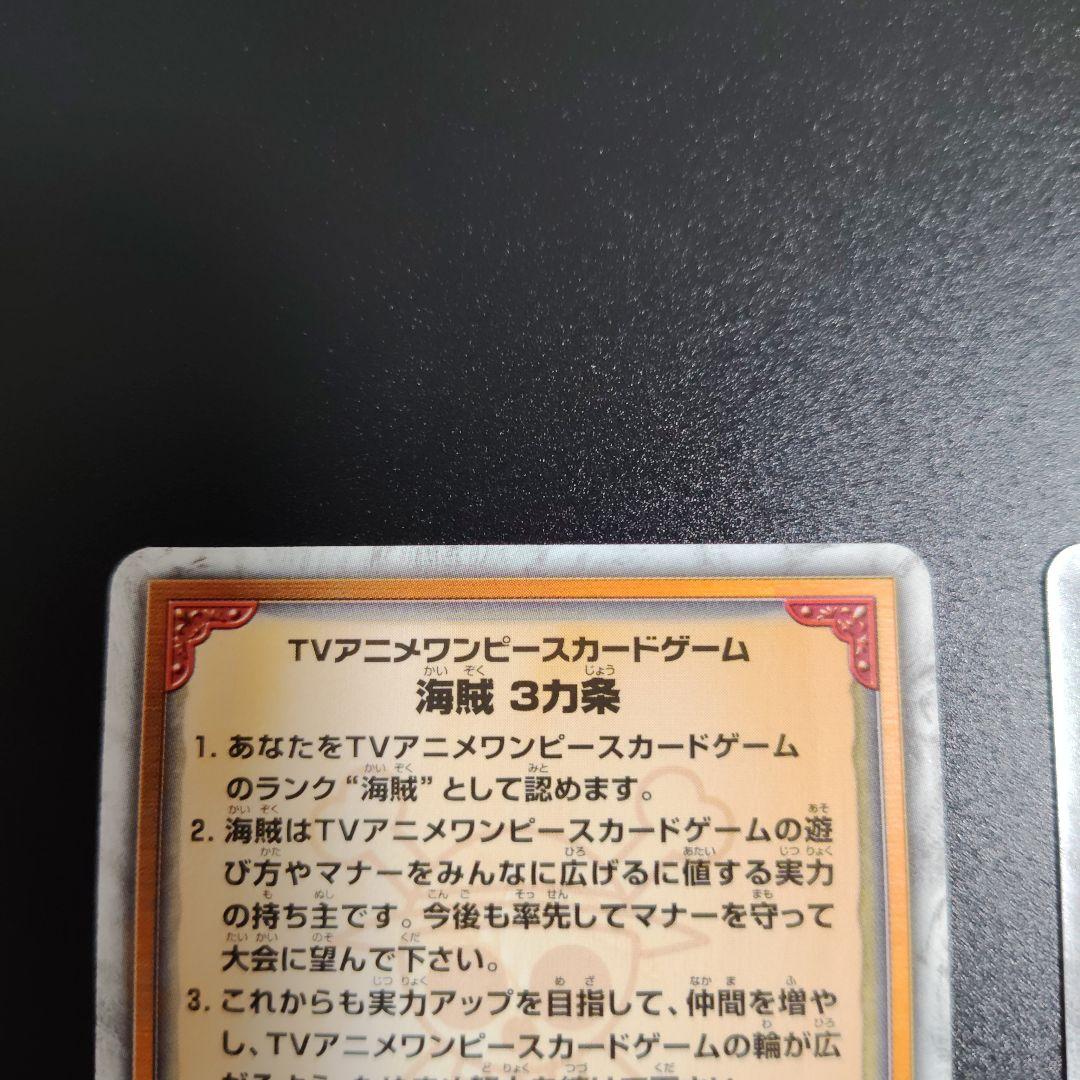 TVアニメワンピースカードゲーム
海賊 3カ条
1. あなたをTVアニメワンピースカードゲーム
のランク“海賊”として認めます。
2. 海賊はTVアニメワンピースカードゲームの遊
び方やマナーをみんなに広げるに値する実力
の持ち主です。今後も率先してマナーを守って
大会に望んで下さい。
3. これからも実力アップを目指して、仲間を増や
し、TVアニメワンピースカードゲームの輪が広